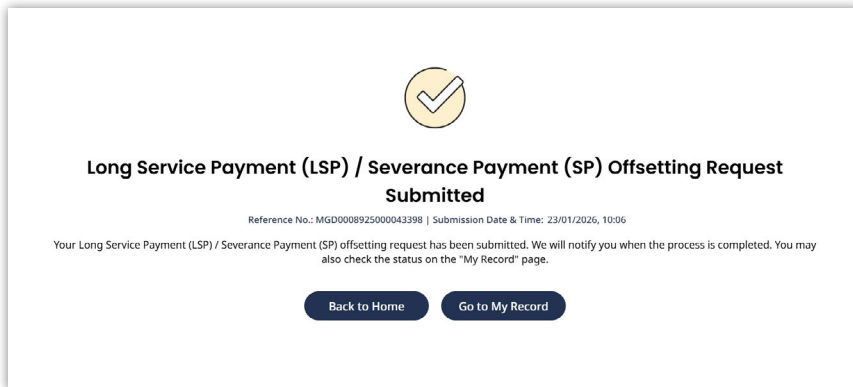 Long Service Payment (LSP) / Severance Payment (SP) Offsetting Request
Submitted
Reference No.: MGD0008925000043398 | Submission Date & Time: 23/01/2026, 10:06
Your Long Service Payment (LSP) / Severance Payment (SP) offsetting request has been submitted. We will notify you when the process is completed. You may
also check the status on the "My Record" page.
Back to Home Go to My Record